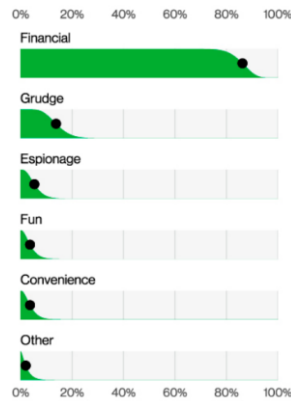 0% 20% 40% 60% 80% 100%
Financial
Grudge
Espionage
Fun
Convenience
Other
0% 20% 40% 60% 80% 100%